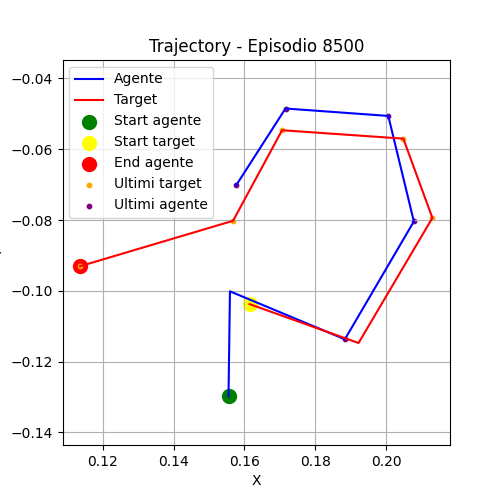 Trajectory - Episodio 8500
−0.04
−0.06
−0.08
−0.10
−0.12
−0.14
Agente
Target
Start agente
Start target
End agente
Ultimi target
Ultimi agente
0.12 0.14 0.16 0.18 0.20
X